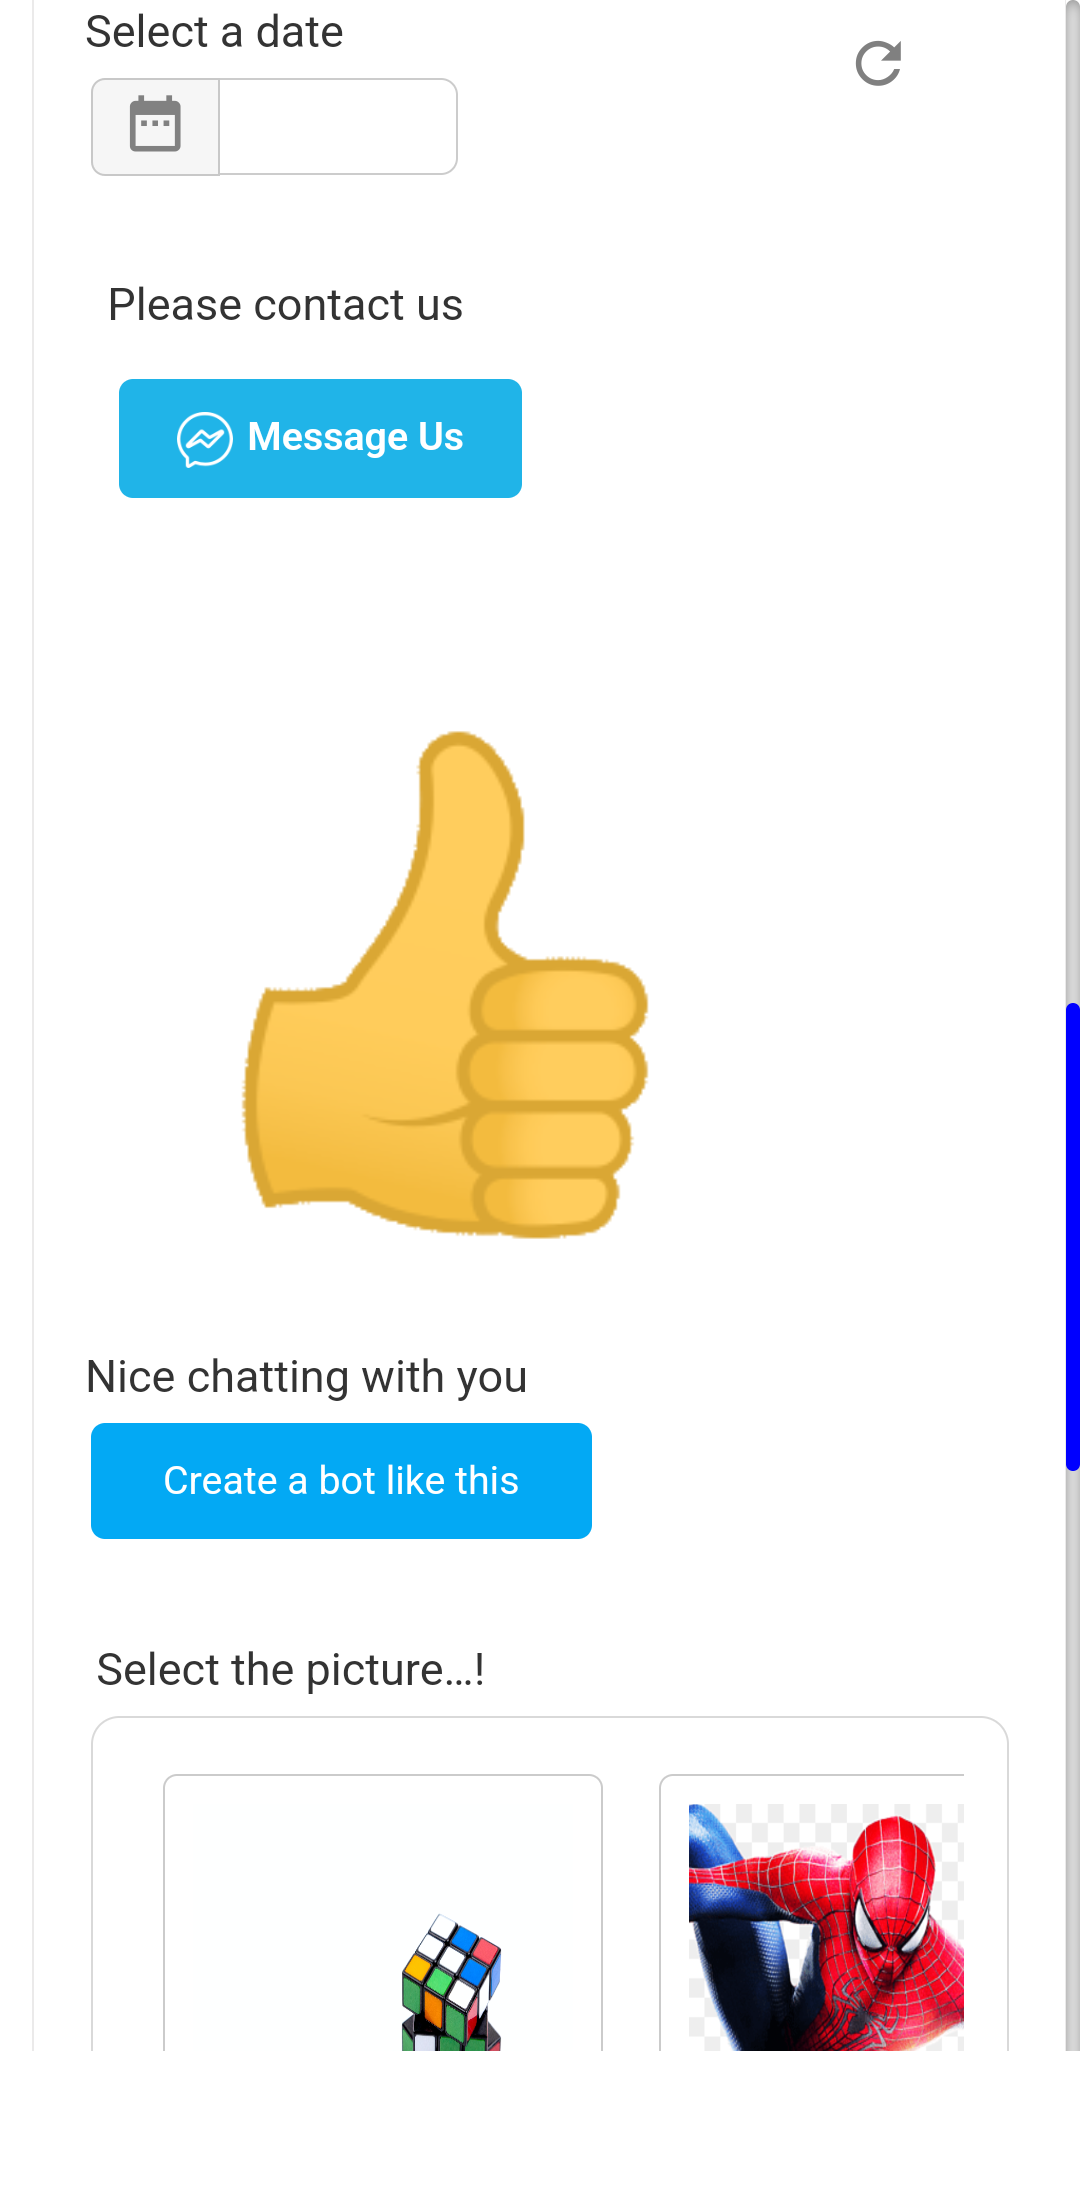 Select a date
Please contact us
Message Us
Nice chatting with you
Create a bot like this
Select the picture...!